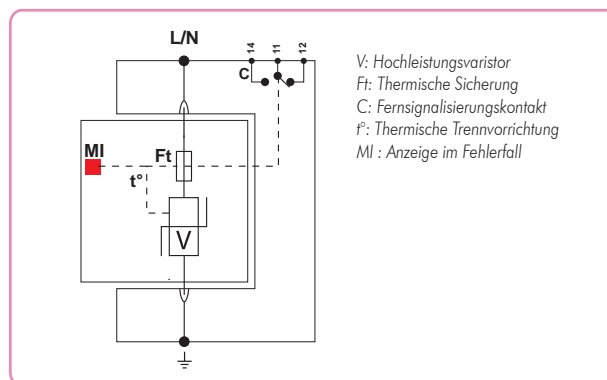 L/N
14
11
12
C
MI
Ft
t°
V
V: Hochleistungsvaristor
Ft: Thermische Sicherung
C: Fernsignalisierungskontakt
t°: Thermische Trennvorrichtung
MI : Anzeige im Fehlerfall